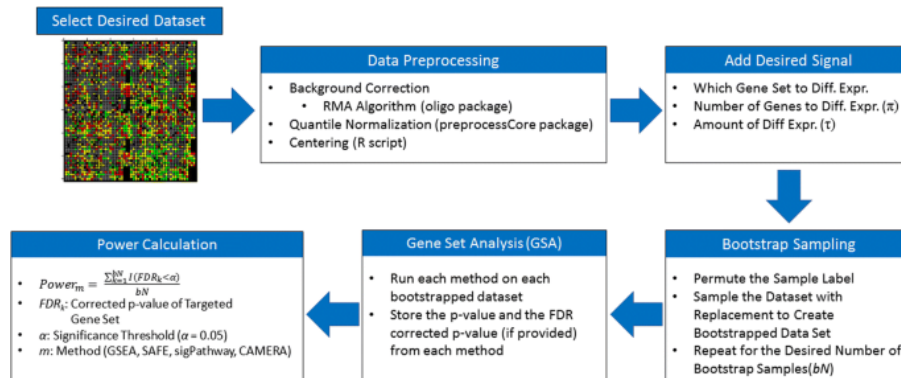 Select Desired Dataset
Data Preprocessing
• Background Correction
• RMA Algorithm (oligo package)
• Quantile Normalization (preprocessCore package)
• Centering (R script)
Add Desired Signal
• Which Gene Set to Diff. Expr.
• Number of Genes to Diff. Expr. (π)
• Amount of Diff Expr. (τ)
Bootstrap Sampling
• Permute the Sample Label
• Sample the Dataset with
Replacement to Create
Bootstrapped Data Set
• Repeat for the Desired Number of
Bootstrap Samples(bN)
Gene Set Analysis (GSA)
• Run each method on each
bootstrapped dataset
• Store the p-value and the FDR
corrected p-value (if provided)
from each method
Power Calculation
• Power_m = ∑_{k=1}^{bN} I(FDR_k<α) / bN
• FDR_k: Corrected p-value of Targeted
Gene Set
• α: Significance Threshold (α = 0.05)
• m: Method (GSEA, SAFE, sigPathway, CAMERA)